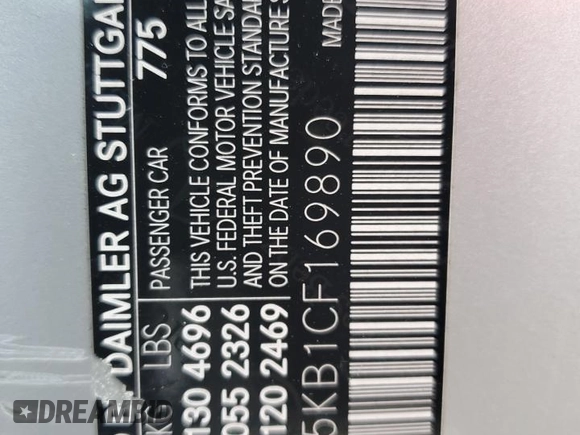 DAIMLER AG STUTTGA
775
LBS
PASSENGER CAR
130 4696
055 2326
120 2469
THIS VEHICLE CONFORMS TO ALL
U.S. FEDERAL MOTOR VEHICLE SA
AND THEFT PREVENTION STANDA
ON THE DATE OF MANUFACTURE S
MADE
5KB1CF169890
DREAMBID